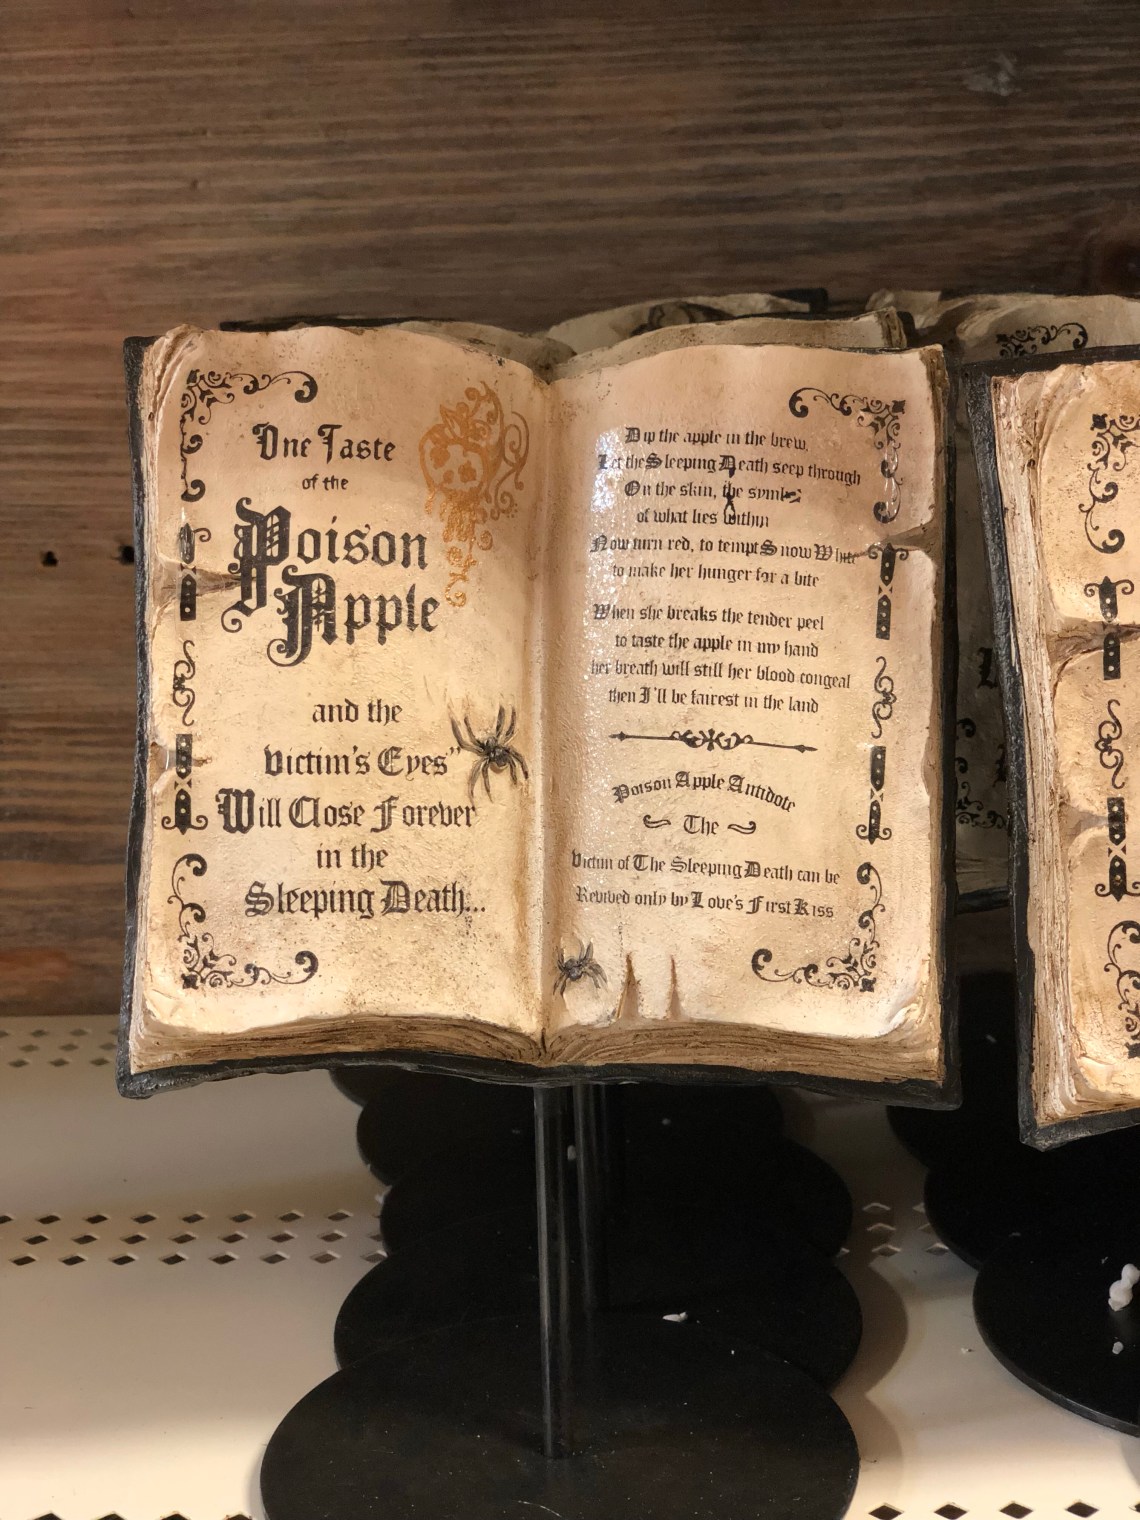 One Taste
of the
Poison
Apple
and the
Victim's Eyes"
Will Close Forever
in the
Sleeping Death...
Dip the apple in the brew,
Let the Sleeping Death seep through
On the skin, the symbol
of what lies within
Now turn red, to tempt Snow White
to make her hunger for a bite
When she breaks the tender peel
to taste the apple in my hand
her breath will still her blood congeal
then I'll be fairest in the land
Poison Apple Antidote
The
Victim of The Sleeping Death can be
Revived only by Love's First Kiss